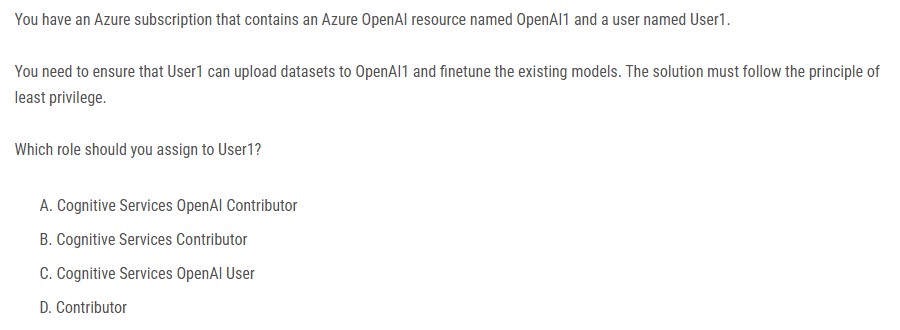 You have an Azure subscription that contains an Azure OpenAI resource named OpenAI1 and a user named User1.
You need to ensure that User1 can upload datasets to OpenAI1 and finetune the existing models. The solution must follow the principle of
least privilege.
Which role should you assign to User1?
A. Cognitive Services OpenAI Contributor
B. Cognitive Services Contributor
C. Cognitive Services OpenAI User
D. Contributor